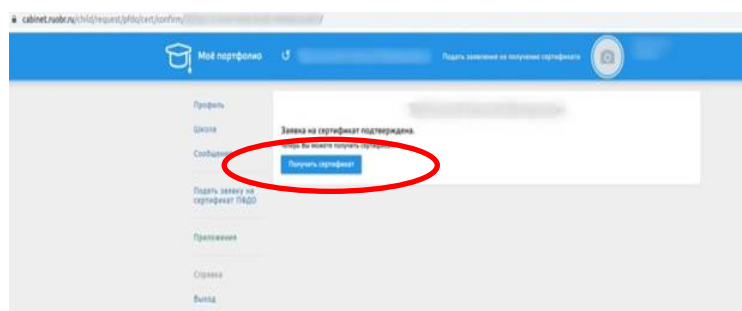 cabinet.ruobr.ru/child/request/pfdo/cert/confirm/
Моё портфолио
Подать заявление на получение сертификата
Профиль
Школа
Заявка на сертификат подтверждена.
Теперь Вы можете получить сертификат
Сообщения
Получить сертификат
Подать заявку на
сертификат ПФДО
Приложения
Справка
Выход